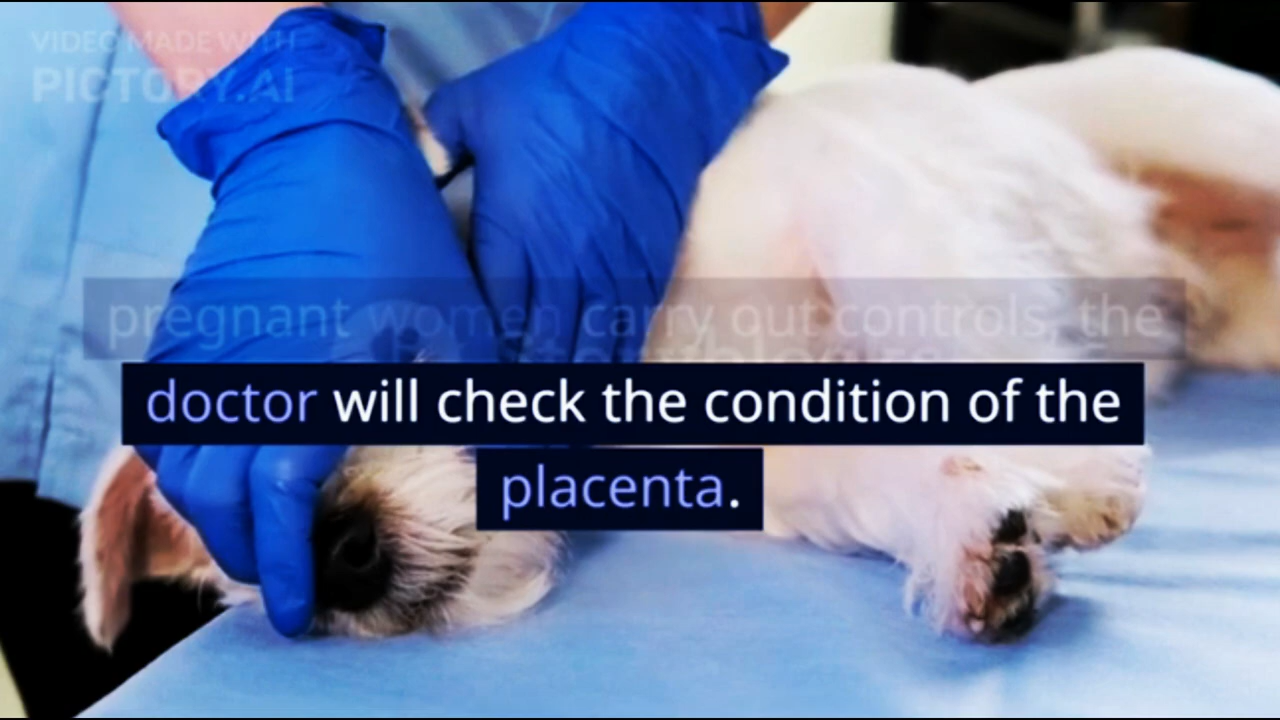 VIDEO MADE WITH
PICTORY.AI
pregnant women carry out controls, the
doctor will check the condition of the
placenta.